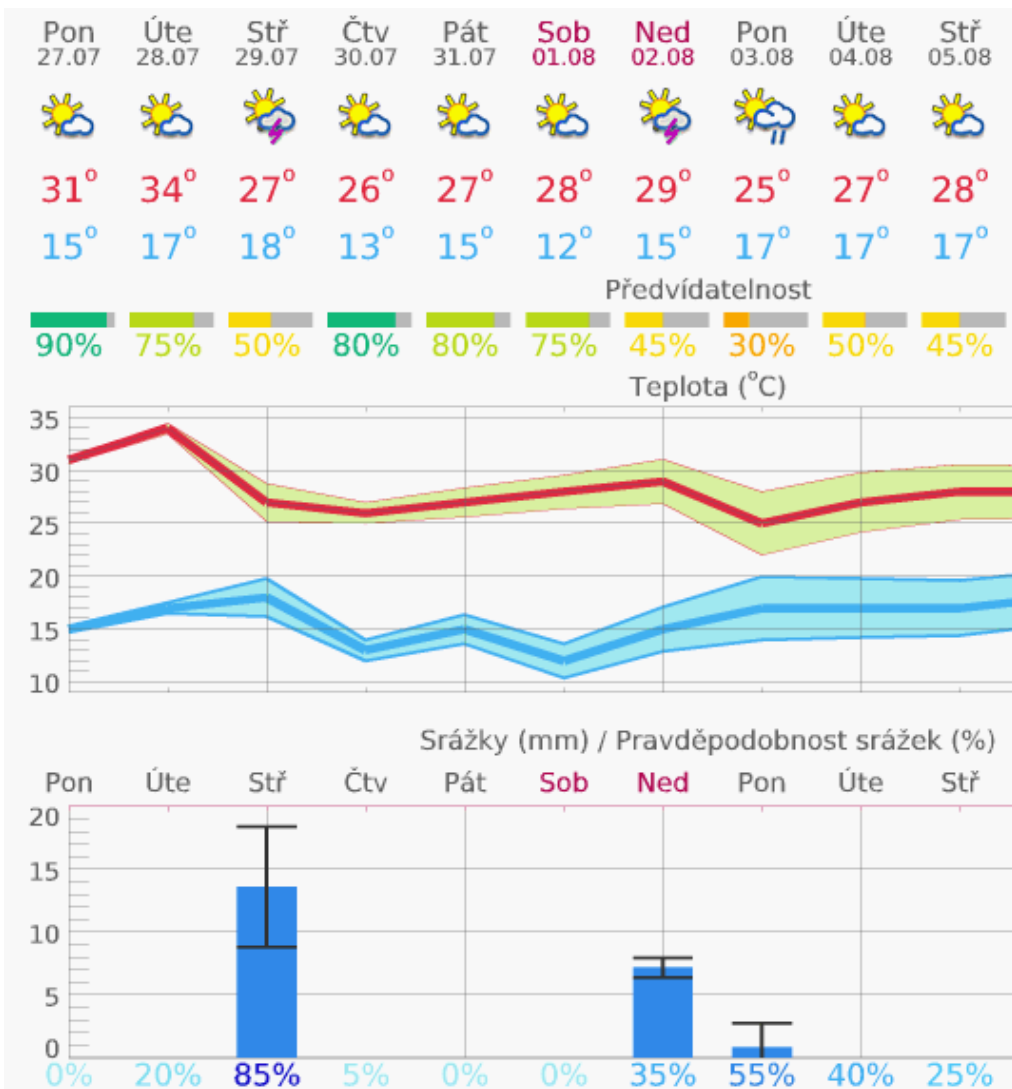 Pon Úte Stř Čtv Pát Sob Ned Pon Úte Stř
27.07 28.07 29.07 30.07 31.07 01.08 02.08 03.08 04.08 05.08
31° 34° 27° 26° 27° 28° 29° 25° 27° 28°
15° 17° 18° 13° 15° 12° 15° 17° 17° 17°
Předvídatelnost
90% 75% 50% 80% 80% 75% 45% 30% 50% 45%
Teplota (°C)
35
30
25
20
15
10
Srážky (mm) / Pravděpodobnost srážek (%)
Pon Úte Stř Čtv Pát Sob Ned Pon Úte Stř
20
15
10
5
0
0% 20% 85% 5% 0% 0% 35% 55% 40% 25%